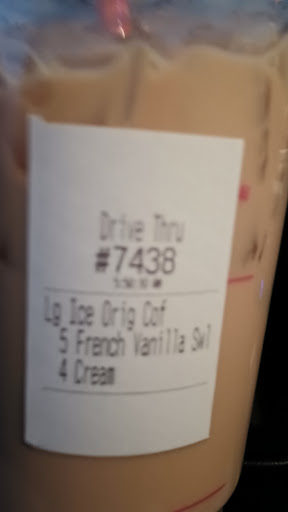 Drive Thru
#7438
Lg Ice Orig Cof
5 French Vanilla Swl
4 Cream